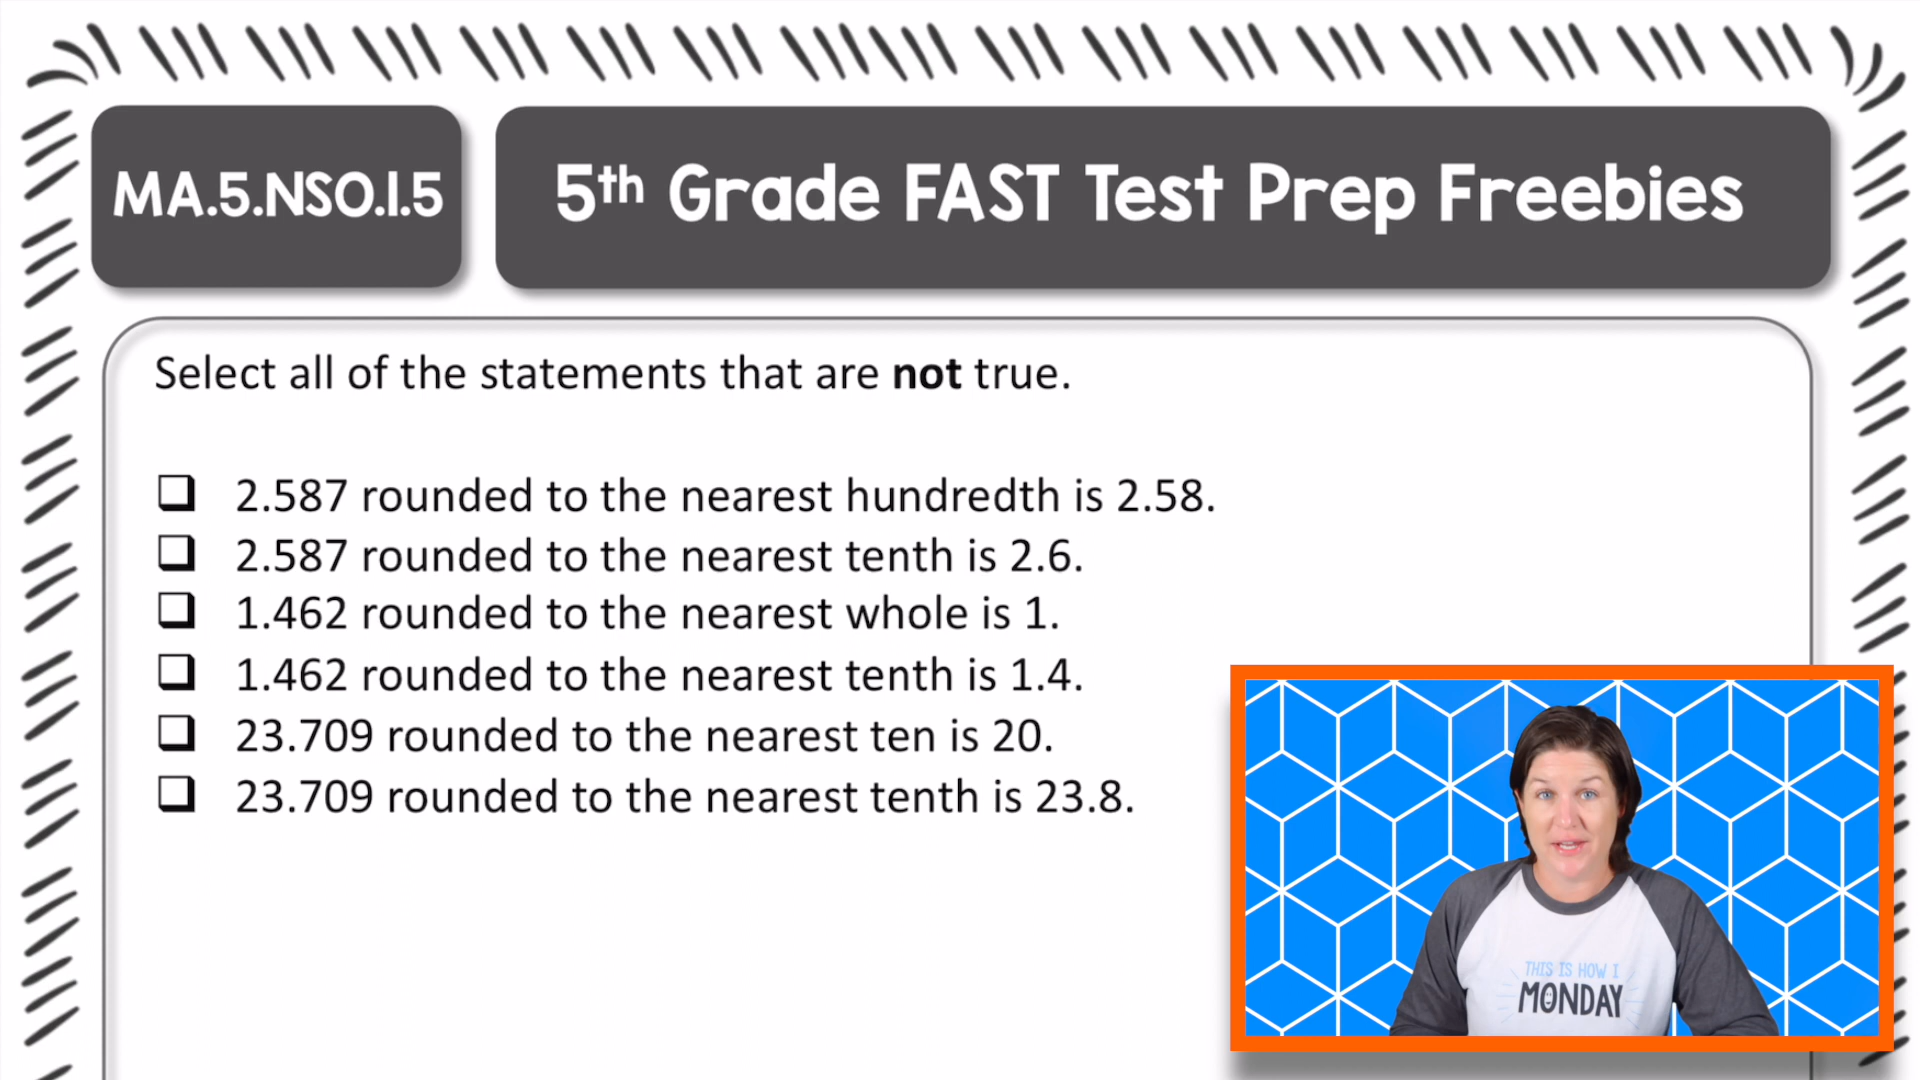 MA.5.NSO.1.5
5th Grade FAST Test Prep Freebies
Select all of the statements that are not true.
❑ 2.587 rounded to the nearest hundredth is 2.58.
❑ 2.587 rounded to the nearest tenth is 2.6.
❑ 1.462 rounded to the nearest whole is 1.
❑ 1.462 rounded to the nearest tenth is 1.4.
❑ 23.709 rounded to the nearest ten is 20.
❑ 23.709 rounded to the nearest tenth is 23.8.
THIS IS HOW I
MONDAY